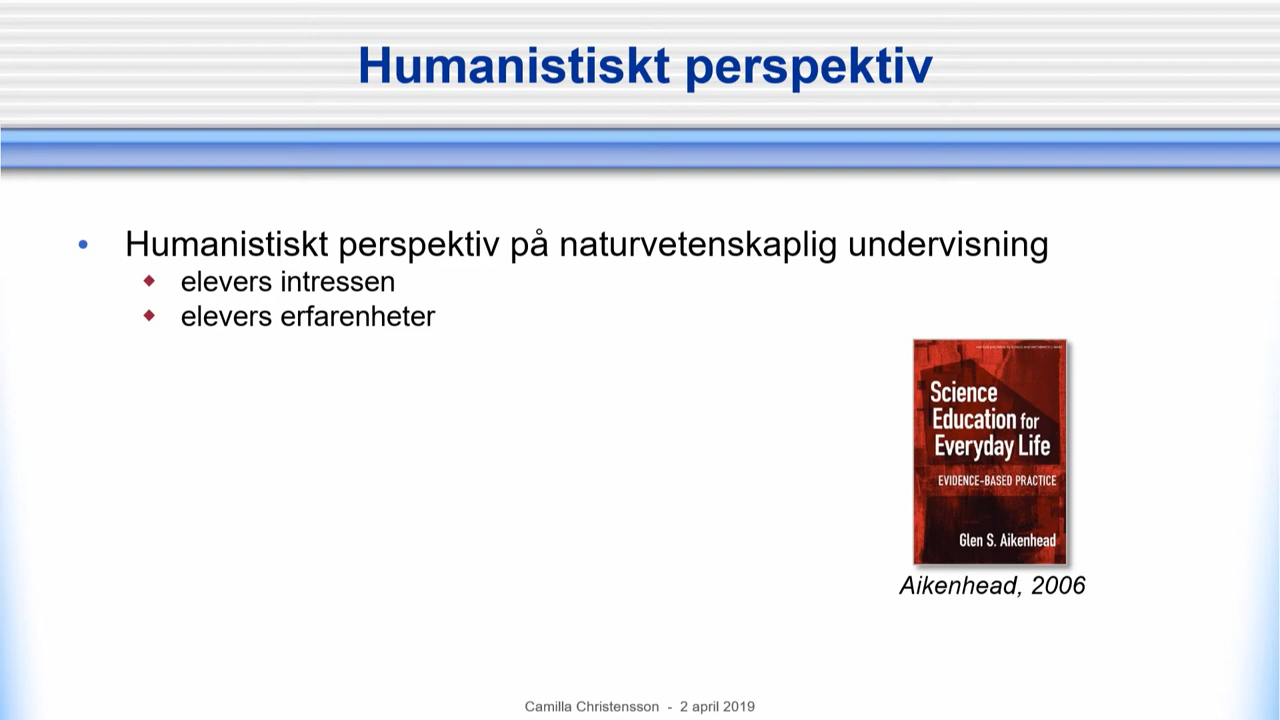 Humanistiskt perspektiv
• Humanistiskt perspektiv på naturvetenskaplig undervisning
◆ elevers intressen
◆ elevers erfarenheter
Science
Education for
Everyday Life
EVIDENCE-BASED PRACTICE
Glen S. Aikenhead
Aikenhead, 2006
Camilla Christensson - 2 april 2019